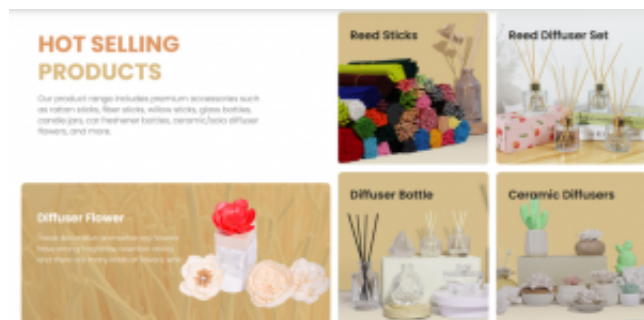 HOT SELLING
PRODUCTS
Our product range includes premium accessories such
as rattan sticks, fiber sticks, willow sticks, glass bottles,
candle jars, car freshener bottles, ceramic/sola diffuser
flowers, and more.
Reed Sticks
Reed Diffuser Set
Diffuser Flower
Diffuser Bottle
Ceramic Diffusers